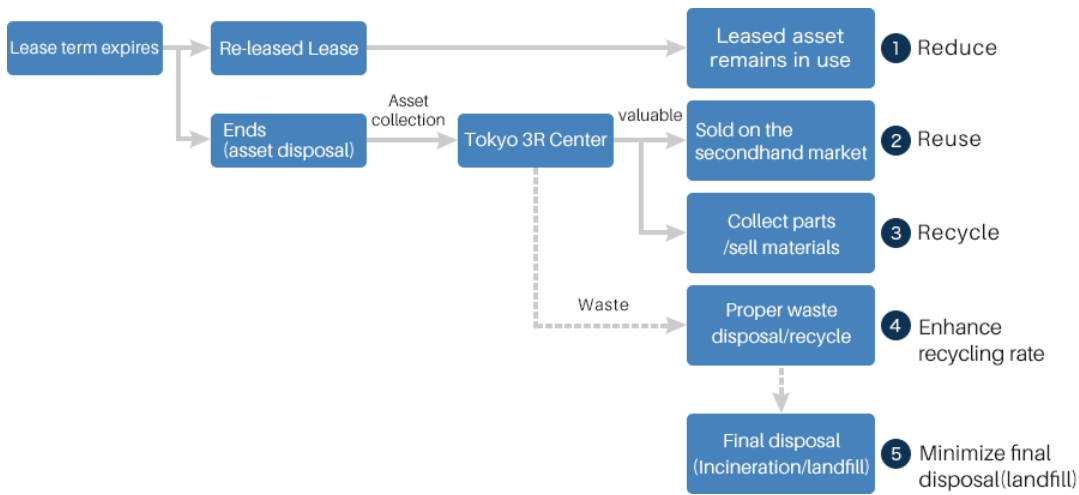 Lease term expires
Re-leased Lease
Leased asset
remains in use
1 Reduce
Ends
(asset disposal)
Asset
collection
Tokyo 3R Center
valuable
Sold on the
secondhand market
2 Reuse
Collect parts
/sell materials
3 Recycle
Waste
Proper waste
disposal/recycle
4 Enhance
recycling rate
Final disposal
(Incineration/landfill)
5 Minimize final
disposal(landfill)